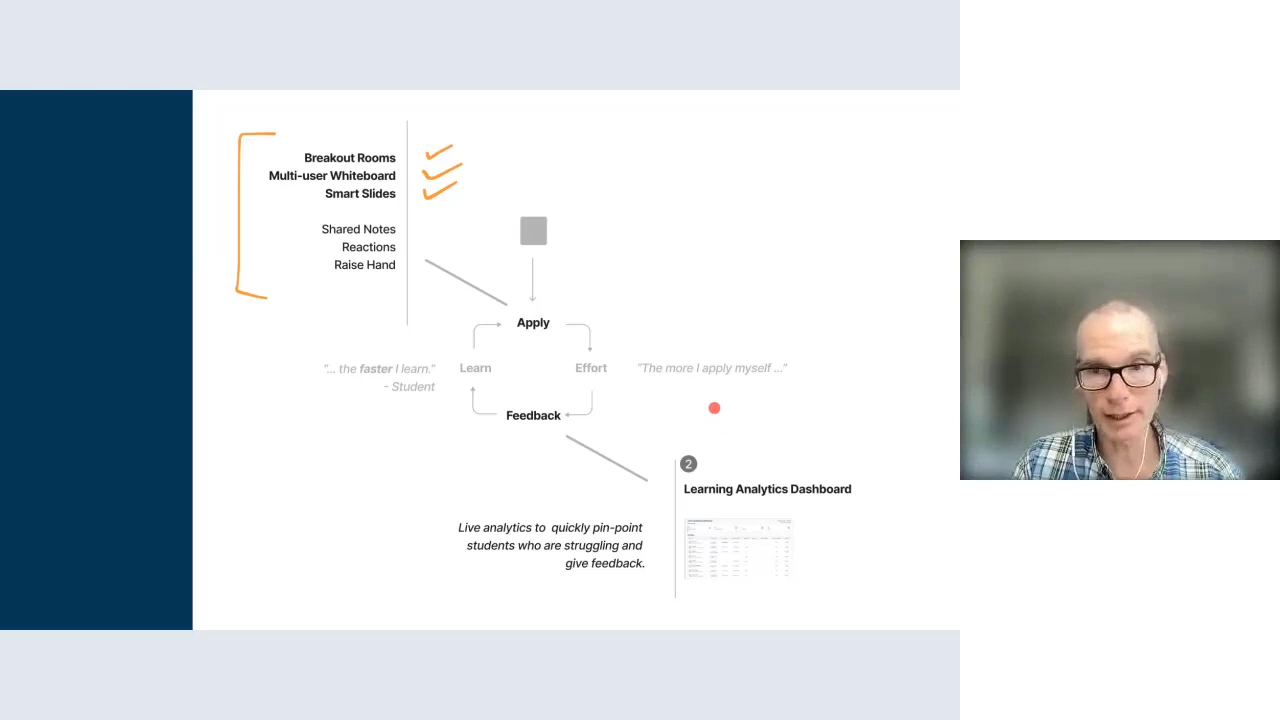 Breakout Rooms
Multi-user Whiteboard
Smart Slides
Shared Notes
Reactions
Raise Hand
Apply
"... the faster I learn."
- Student
Learn
Effort
"The more I apply myself ..."
Feedback
2
Learning Analytics Dashboard
Live analytics to quickly pin-point
students who are struggling and
give feedback.